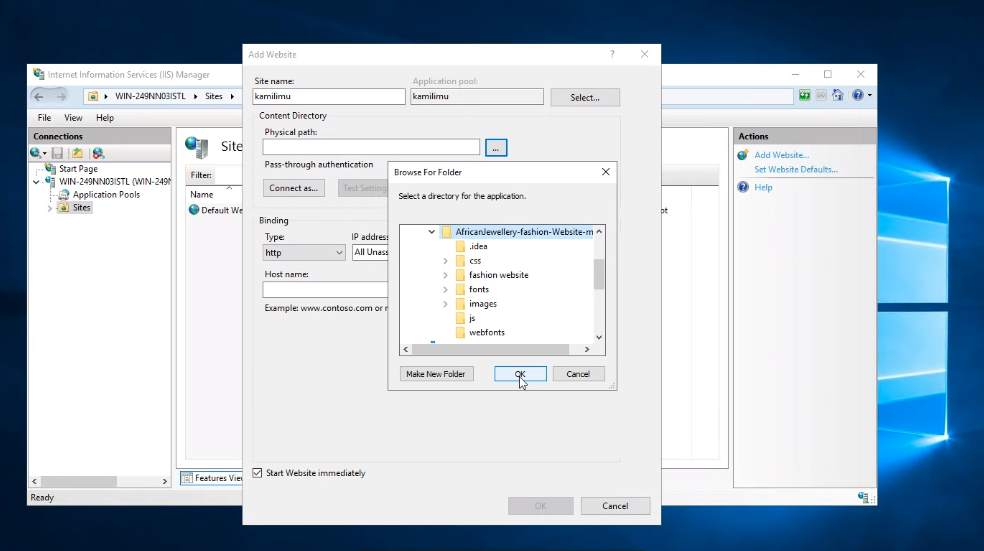 Add Website
?
Internet Information Services (IIS) Manager
WIN-249NN03ISTL
Sites
File
View
Help
Connections
Start Page
WIN-249NN03ISTL (WIN-249N
Application Pools
Sites
Site
Filter:
Name
Default We
Features View
Ready
Site name:
kamilimu
Application pool:
kamilimu
Select...
Content Directory
Physical path:
...
Pass-through authentication
Connect as...
Test Setting
Binding
Type:
IP address
http
All Unass
Host name:
Example: www.contoso.com or
Start Website immediately
OK
Cancel
Browse For Folder
Select a directory for the application.
AfricanJewellery-fashion-Website-m
.idea
css
fashion website
fonts
images
js
webfonts
Make New Folder
OK
Cancel
Actions
Add Website...
Set Website Defaults...
Help